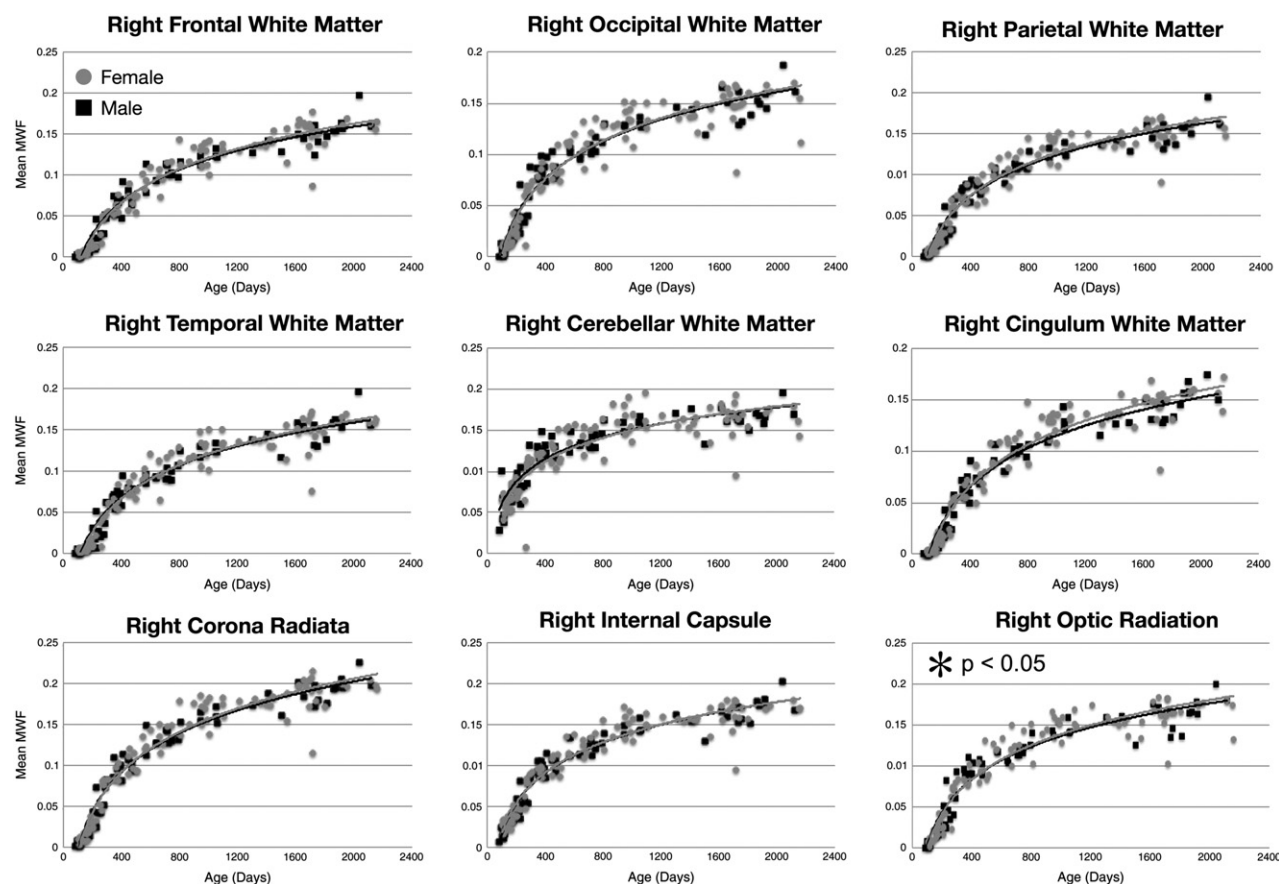 Right Frontal White Matter
0.25
0.2
0.15
0.1
0.05
0
Mean MWF
Female
Male
0 400 800 1200 1600 2000 2400
Age (Days)
Right Occipital White Matter
0.2
0.15
0.1
0.05
0
0 400 800 1200 1600 2000 2400
Age (Days)
Right Parietal White Matter
0.25
0.2
0.15
0.01
0.05
0
0 400 800 1200 1600 2000 2400
Age (Days)
Right Temporal White Matter
0.25
0.2
0.15
0.1
0.05
0
Mean MWF
0 400 800 1200 1600 2000 2400
Age (Days)
Right Cerebellar White Matter
0.25
0.2
0.15
0.01
0.05
0
0 400 800 1200 1600 2000 2400
Age (Days)
Right Cingulum White Matter
0.2
0.15
0.1
0.05
0
0 400 800 1200 1600 2000 2400
Age (Days)
Right Corona Radiata
0.25
0.2
0.15
0.1
0.05
0
Mean MWF
0 400 800 1200 1600 2000 2400
Age (Days)
Right Internal Capsule
0.25
0.2
0.15
0.01
0.05
0
0 400 800 1200 1600 2000 2400
Age (Days)
Right Optic Radiation
0.25
0.2
0.15
0.01
0.05
0
* p < 0.05
0 400 800 1200 1600 2000 2400
Age (Days)